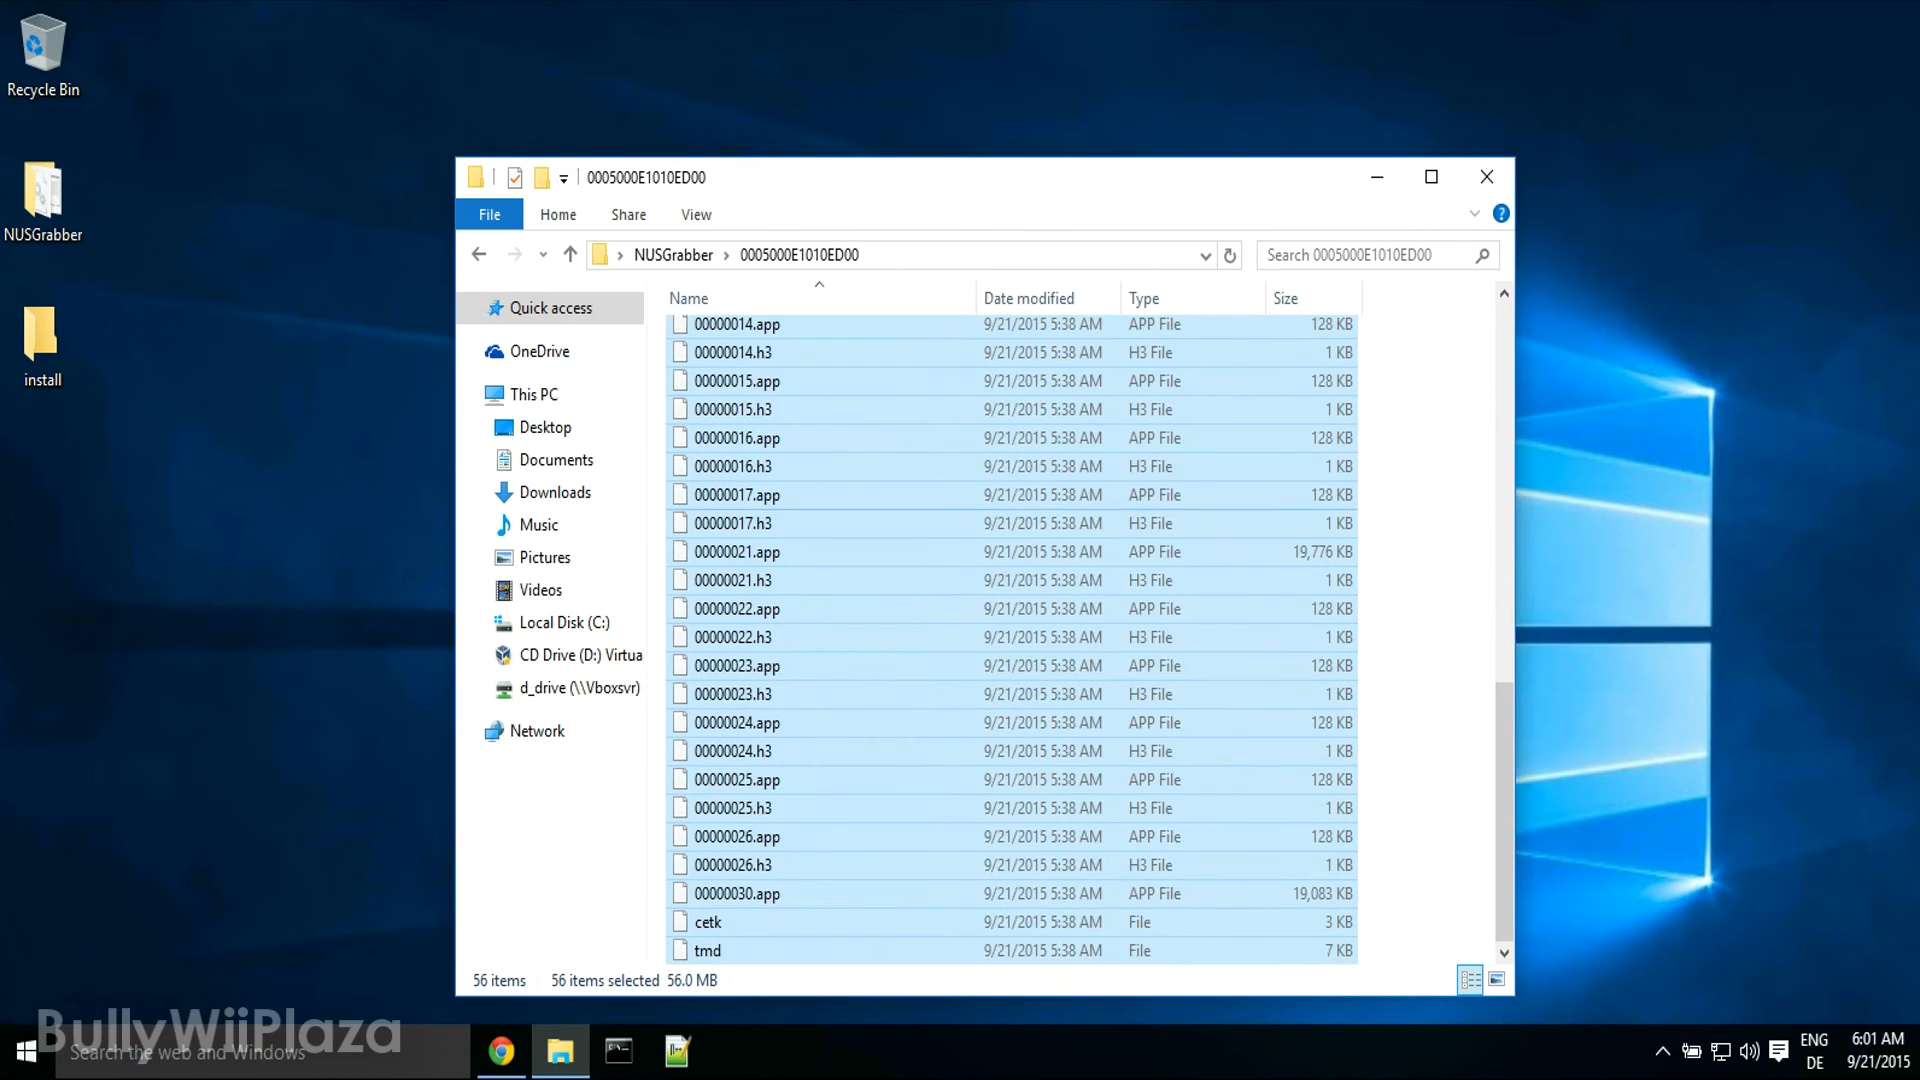 Recycle Bin
NUSGrabber
install
0005000E1010ED00
File Home Share View
NUSGrabber 0005000E1010ED00 Search 0005000E1010ED00
Quick access
OneDrive
This PC
Desktop
Documents
Downloads
Music
Pictures
Videos
Local Disk (C:)
CD Drive (D:) Virtua
d_drive (\\Vboxsvr)
Network
Name Date modified Type Size
00000014.app 9/21/2015 5:38 AM APP File 128 KB
00000014.h3 9/21/2015 5:38 AM H3 File 1 KB
00000015.app 9/21/2015 5:38 AM APP File 128 KB
00000015.h3 9/21/2015 5:38 AM H3 File 1 KB
00000016.app 9/21/2015 5:38 AM APP File 128 KB
00000016.h3 9/21/2015 5:38 AM H3 File 1 KB
00000017.app 9/21/2015 5:38 AM APP File 128 KB
00000017.h3 9/21/2015 5:38 AM H3 File 1 KB
00000021.app 9/21/2015 5:38 AM APP File 19,776 KB
00000021.h3 9/21/2015 5:38 AM H3 File 1 KB
00000022.app 9/21/2015 5:38 AM APP File 128 KB
00000022.h3 9/21/2015 5:38 AM H3 File 1 KB
00000023.app 9/21/2015 5:38 AM APP File 128 KB
00000023.h3 9/21/2015 5:38 AM H3 File 1 KB
00000024.app 9/21/2015 5:38 AM APP File 128 KB
00000024.h3 9/21/2015 5:38 AM H3 File 1 KB
00000025.app 9/21/2015 5:38 AM APP File 128 KB
00000025.h3 9/21/2015 5:38 AM H3 File 1 KB
00000026.app 9/21/2015 5:38 AM APP File 128 KB
00000026.h3 9/21/2015 5:38 AM H3 File 1 KB
00000030.app 9/21/2015 5:38 AM APP File 19,083 KB
cetk 9/21/2015 5:38 AM File 3 KB
tmd 9/21/2015 5:38 AM File 7 KB
56 items 56 items selected 56.0 MB
BullyWiiPlaza
Search the web and Windows
ENG 6:01 AM
DE 9/21/2015